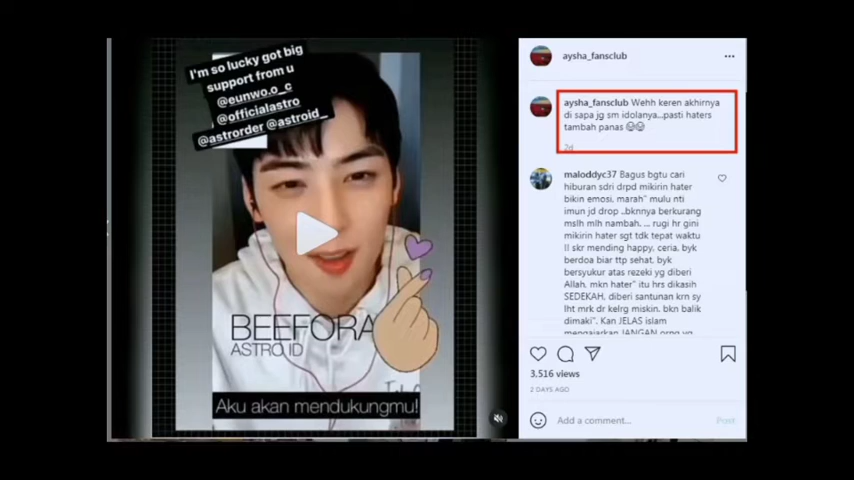 I'm so lucky got big
support from u
@eunwo.o_c
@officialastro
@astrorder @astroid_
BEEFORA
ASTRO ID
Aku akan mendukungmu!
aysha_fansclub
aysha_fansclub Wehh keren akhirnya
di sapa jg sm idolanya...pasti haters
tambah panas 😂😂
2d
maloddyc37 Bagus bgtu cari
hiburan sdri drpd mikirin hater
bikin emosi, marah" mulu nti
imun jd drop ..bknnya berkurang
mslh mlh nambah. ... rugi hr gini
mikirin hater sgt tdk tepat waktu
ll skr mending happy, ceria, byk
berdoa biar ttp sehat, byk
bersyukur atas rezeki yg diberi
Allah, mkn hater" itu hrs dikasih
SEDEKAH, diberi santunan krn sy
lht mrk dr kelrg miskin. bkn balik
dimaki". Kan JELAS islam
mengajarkan JANGAN orng yg
3.516 views
2 DAYS AGO
Add a comment...
Post